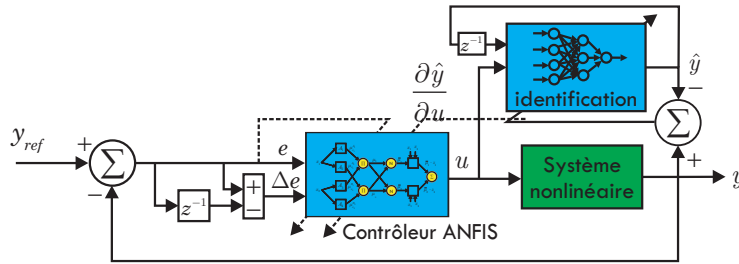 z⁻¹
ŷ
−
identification
∂ŷ
∂u
Σ
y_ref
+
Σ
−
e
Δe
u
+
−
z⁻¹
Système
nonlinéaire
+
y
Contrôleur ANFIS